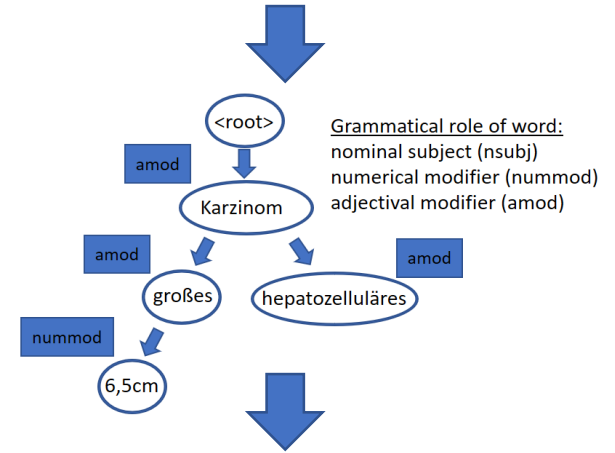 <root>
Grammatical role of word:
nominal subject (nsubj)
numerical modifier (nummod)
adjectival modifier (amod)
amod
Karzinom
amod
amod
großes
hepatozelluläres
nummod
6,5cm